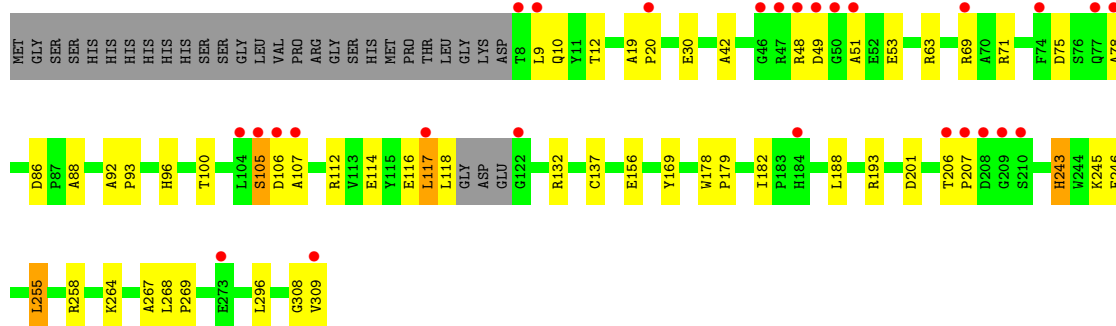 MET GLY SER SER HIS HIS HIS HIS HIS HIS SER SER GLY LEU VAL PRO ARG GLY SER HIS MET PRO THR LEU GLY LYS ASP T8 L9 Q10 Y11 T12 A19 P20 E30 A42 G46 R47 R48 D49 G50 A51 E52 E53 R63 R69 A70 R71 F74 D75 S76 Q77 A78
D86 P87 A88 A92 P93 H96 T100 L104 S105 D106 A107 R112 V113 E114 Y115 E116 L117 L118 GLY ASP GLU G122 R132 C137 E156 Y169 W178 P179 I182 P183 H184 L188 R193 D201 T206 P207 D208 G209 S210 H243 W244 K245
L255 R258 K264 A267 L268 P269 E273 L296 G308 V309